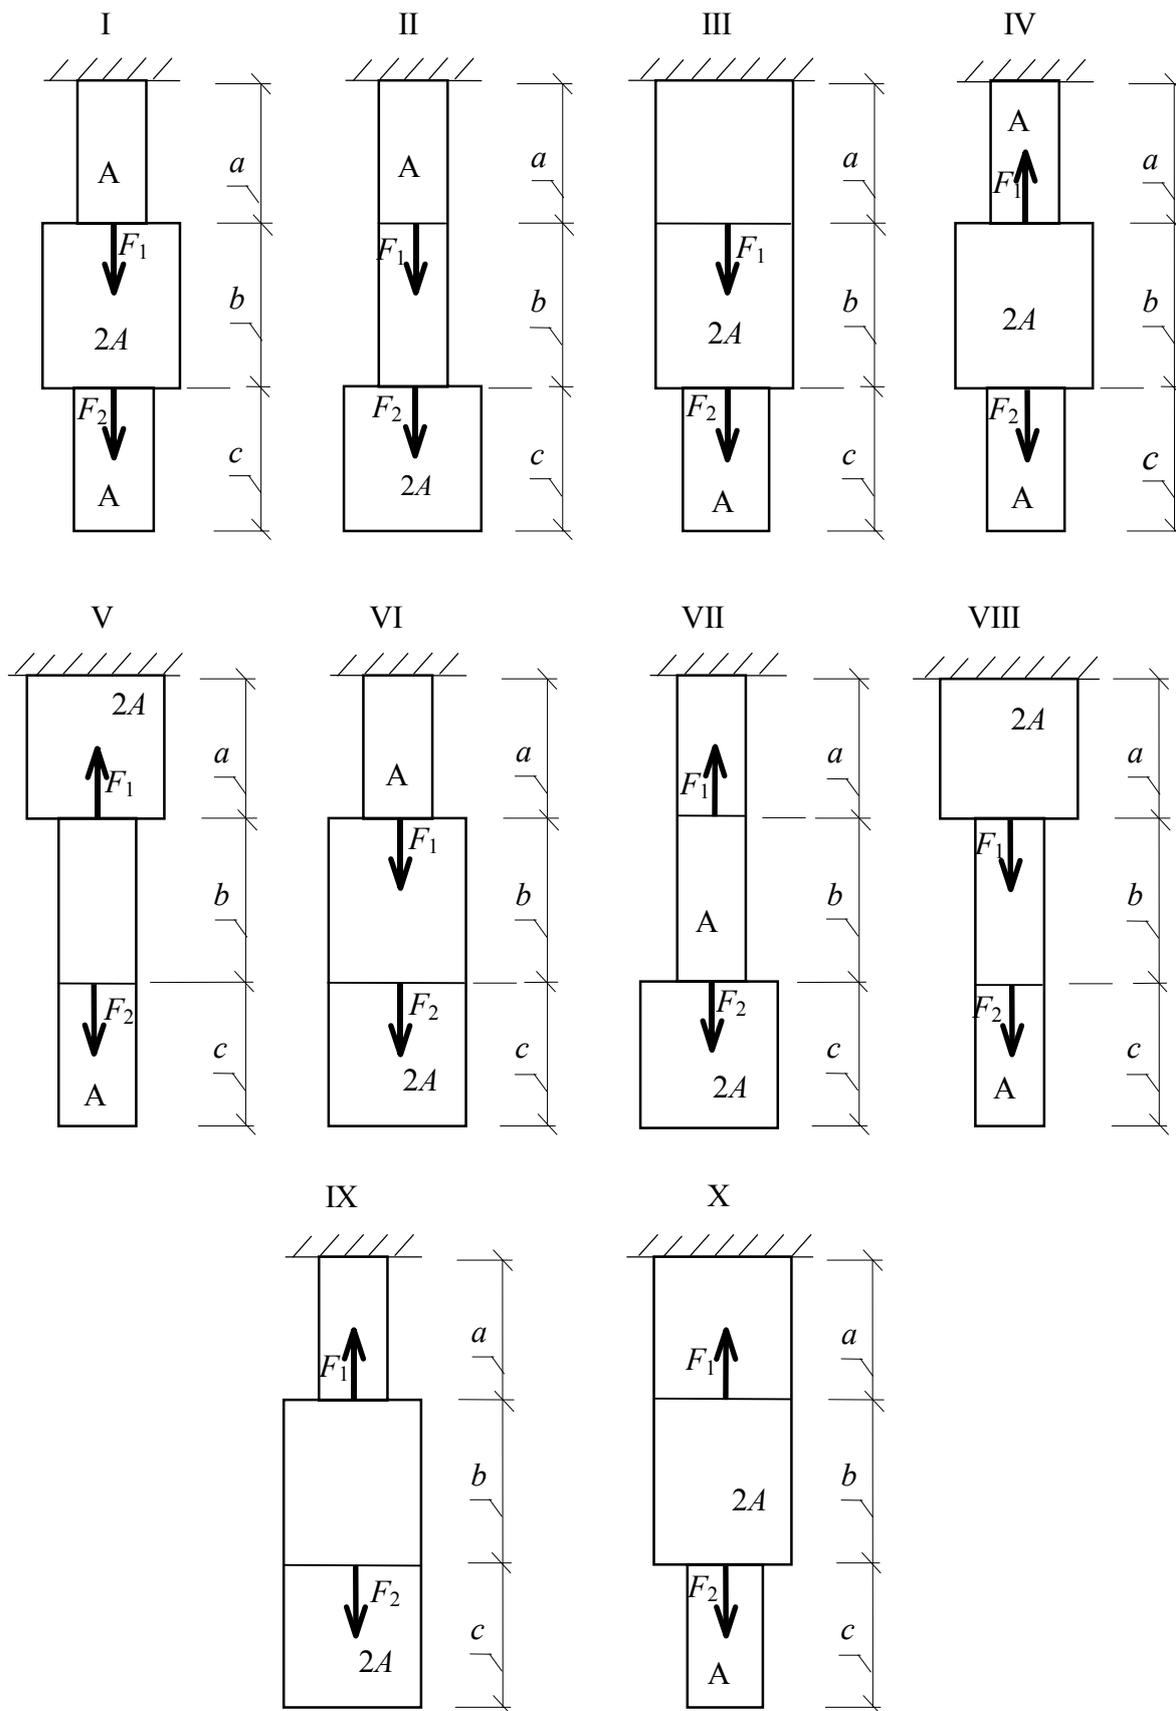 I II III IV
A
a a a a
A A
F1
F1 F1 F1
b b b b
2A 2A 2A
F2 F2 F2 F2
c c c c
A 2A A A
V VI VII VIII
2A 2A
a a a a
F1 A F1
F1 F1
b b b b
A
F2 F2 F2 F2
c c c c
A 2A 2A A
IX X
a a
F1 F1
b b
2A
F2 F2
c c
2A A